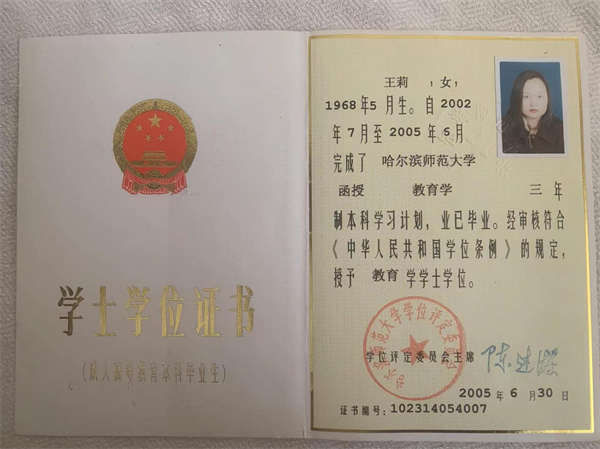 学士学位证书
(成人高等教育本科毕业生)
王莉 ,女,
1968年5月生。自2002
年7月至2005年6月
完成了 哈尔滨师范大学
函授 教育学 三年
制本科学习计划,业已毕业。经审核符合
《中华人民共和国学位条例》的规定,
授予 教育 学学士学位。
学位评定委员会主席
2005年 6月30日
证书编号:102314054007